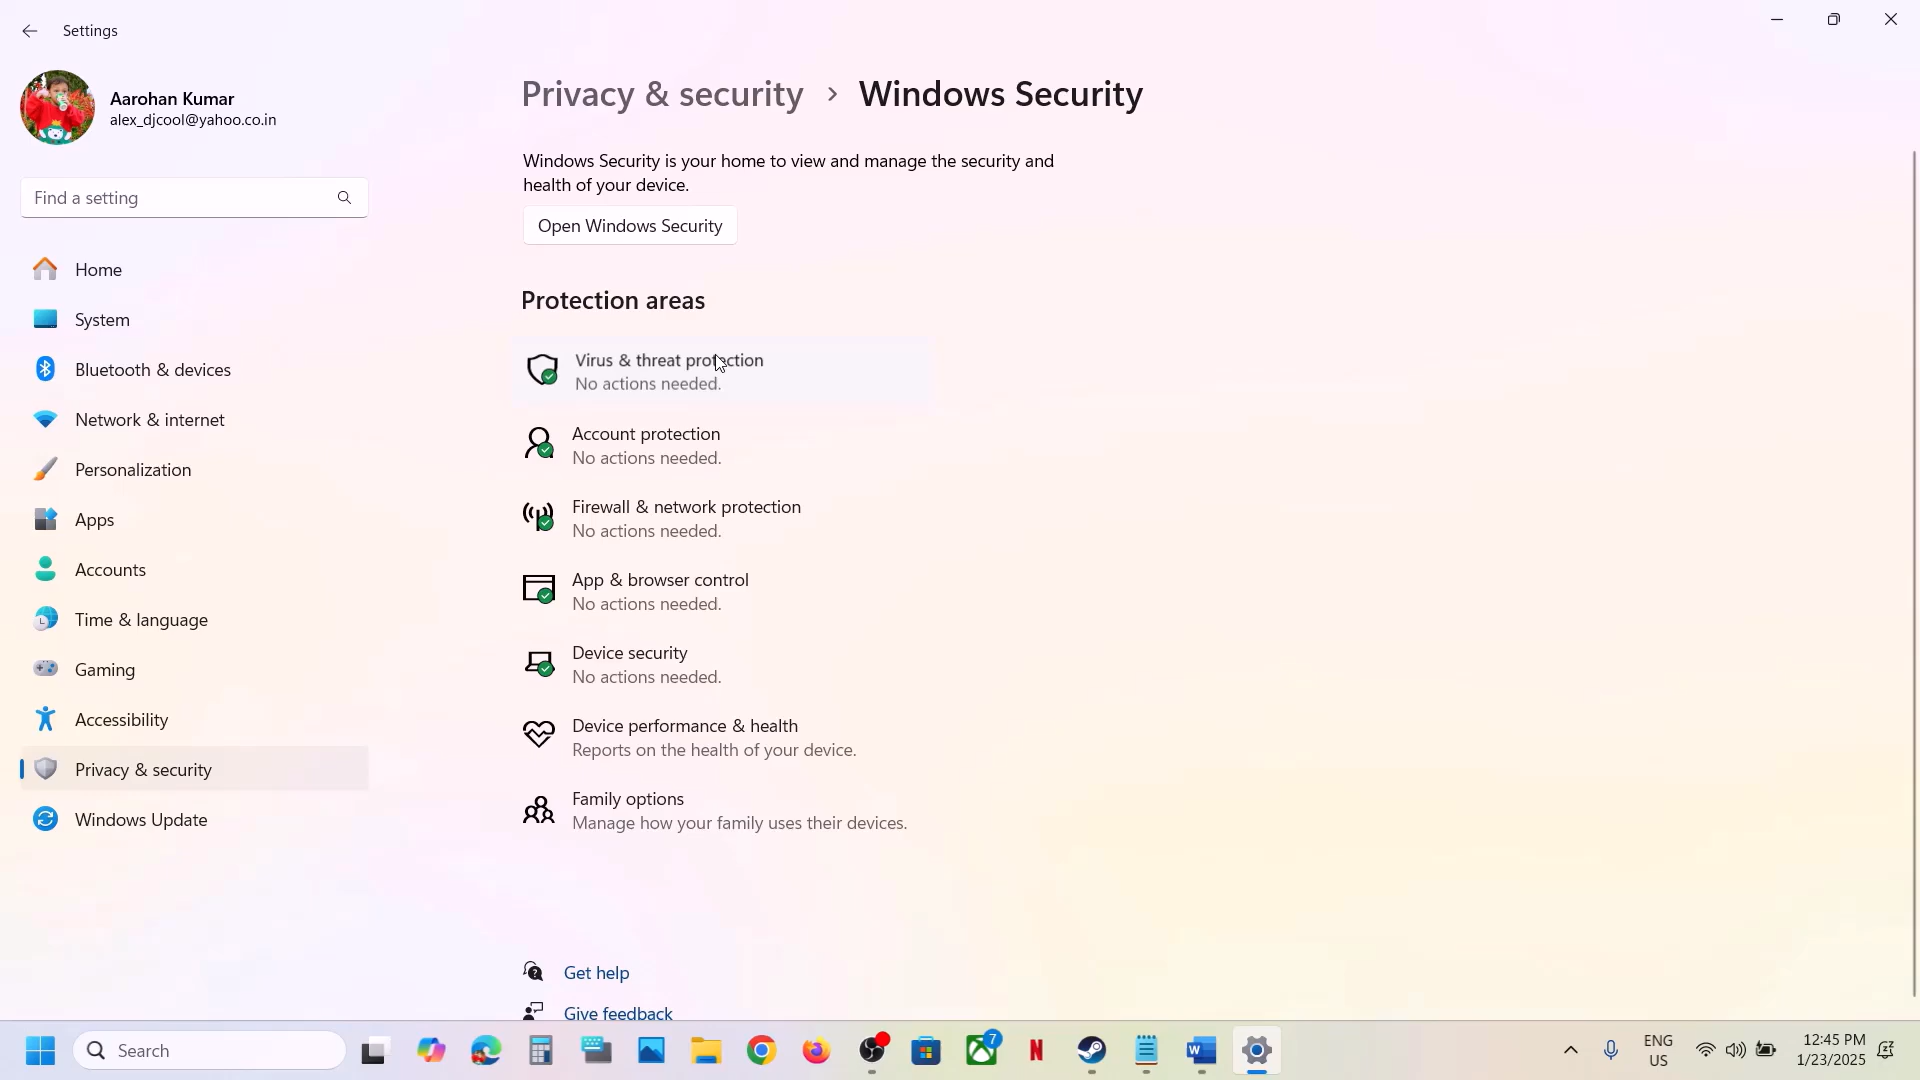 Settings
Aarohan Kumar
alex_djcool@yahoo.co.in
Find a setting
Home
System
Bluetooth & devices
Network & internet
Personalization
Apps
Accounts
Time & language
Gaming
Accessibility
Privacy & security
Windows Update
Privacy & security > Windows Security
Windows Security is your home to view and manage the security and
health of your device.
Open Windows Security
Protection areas
Virus & threat protection
No actions needed.
Account protection
No actions needed.
Firewall & network protection
No actions needed.
App & browser control
No actions needed.
Device security
No actions needed.
Device performance & health
Reports on the health of your device.
Family options
Manage how your family uses their devices.
Get help
Give feedback
Search
7
N
ENG
US
12:45 PM
1/23/2025